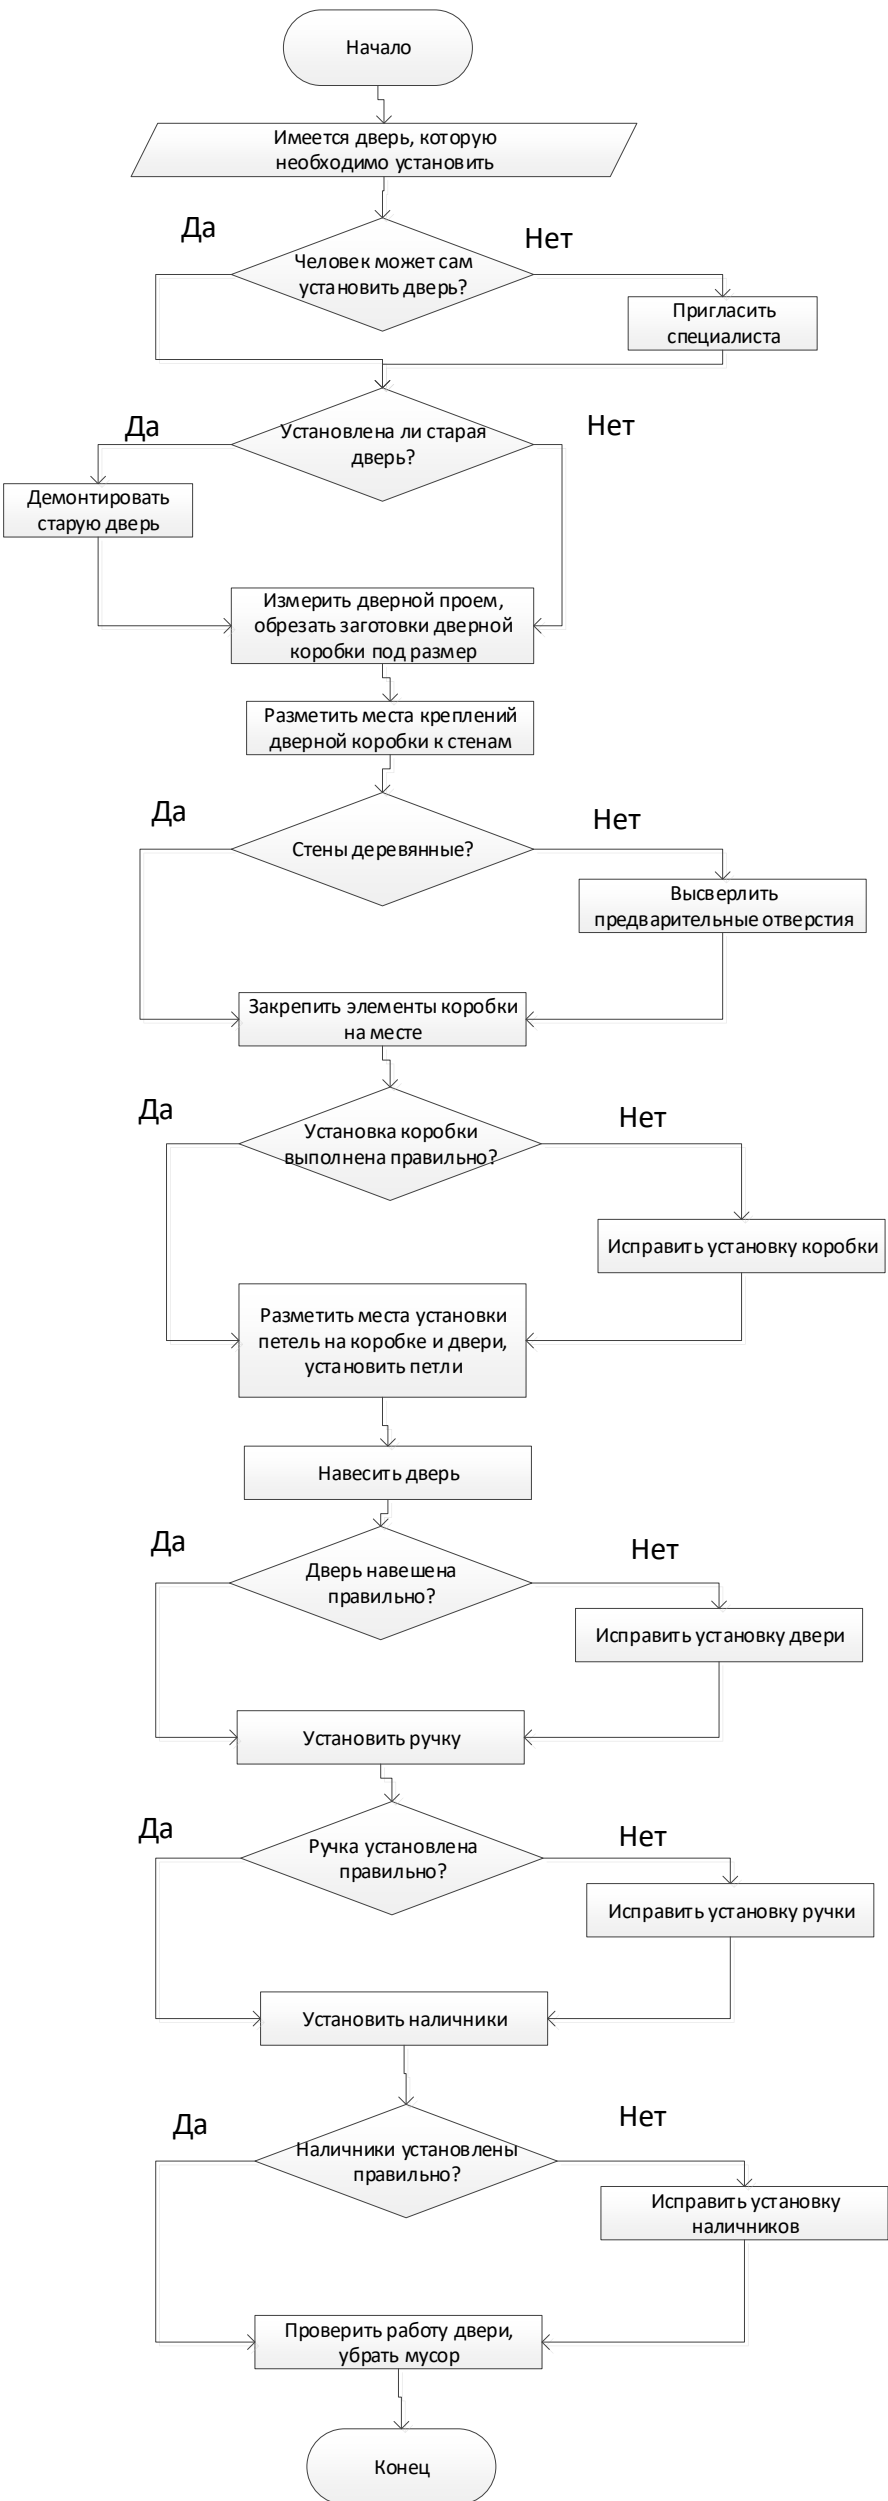 Начало
Имеется дверь, которую
необходимо установить
Да
Нет
Человек может сам
установить дверь?
Пригласить
специалиста
Да
Нет
Установлена ли старая
дверь?
Демонтировать
старую дверь
Измерить дверной проем,
обрезать заготовки дверной
коробки под размер
Разметить места креплений
дверной коробки к стенам
Да
Нет
Стены деревянные?
Высверлить
предварительные отверстия
Закрепить элементы коробки
на месте
Да
Нет
Установка коробки
выполнена правильно?
Исправить установку коробки
Разметить места установки
петель на коробке и двери,
установить петли
Навесить дверь
Да
Нет
Дверь навешена
правильно?
Исправить установку двери
Установить ручку
Да
Нет
Ручка установлена
правильно?
Исправить установку ручки
Установить наличники
Да
Нет
Наличники установлены
правильно?
Исправить установку
наличников
Проверить работу двери,
убрать мусор
Конец